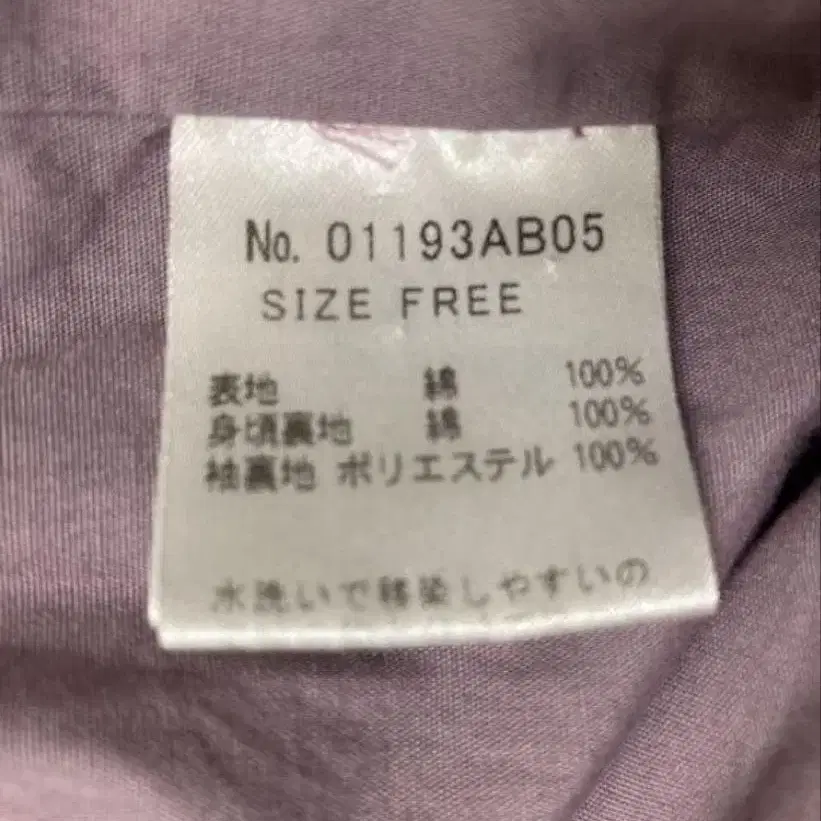 No. 01193AB05
SIZE FREE
表地 綿 100%
身頃裏地 綿 100%
袖裏地 ポリエステル 100%
水洗いで移染しやすいの